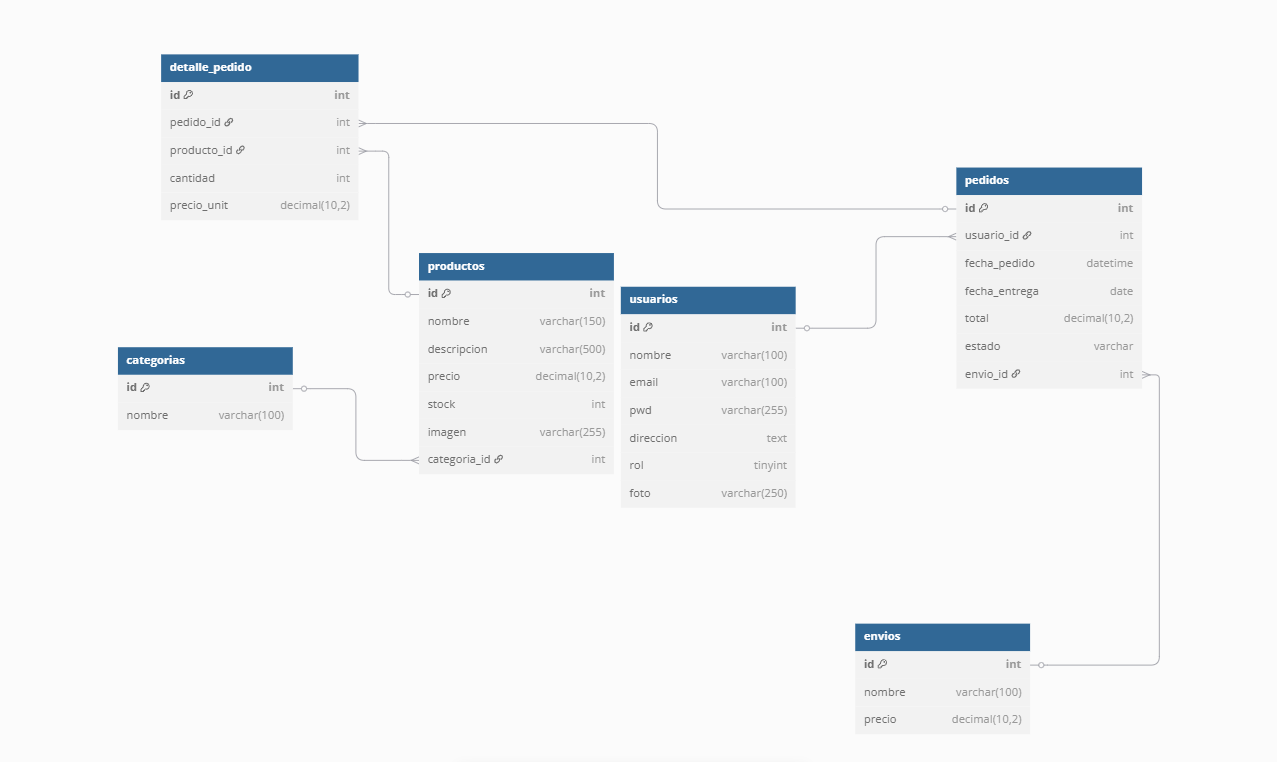 detalle_pedido
id int
pedido_id int
producto_id int
cantidad int
precio_unit decimal(10,2)
pedidos
id int
usuario_id int
fecha_pedido datetime
fecha_entrega date
total decimal(10,2)
estado varchar
envio_id int
productos
id int
nombre varchar(150)
descripcion varchar(500)
precio decimal(10,2)
stock int
imagen varchar(255)
categoria_id int
usuarios
id int
nombre varchar(100)
email varchar(100)
pwd varchar(255)
direccion text
rol tinyint
foto varchar(250)
categorias
id int
nombre varchar(100)
envios
id int
nombre varchar(100)
precio decimal(10,2)